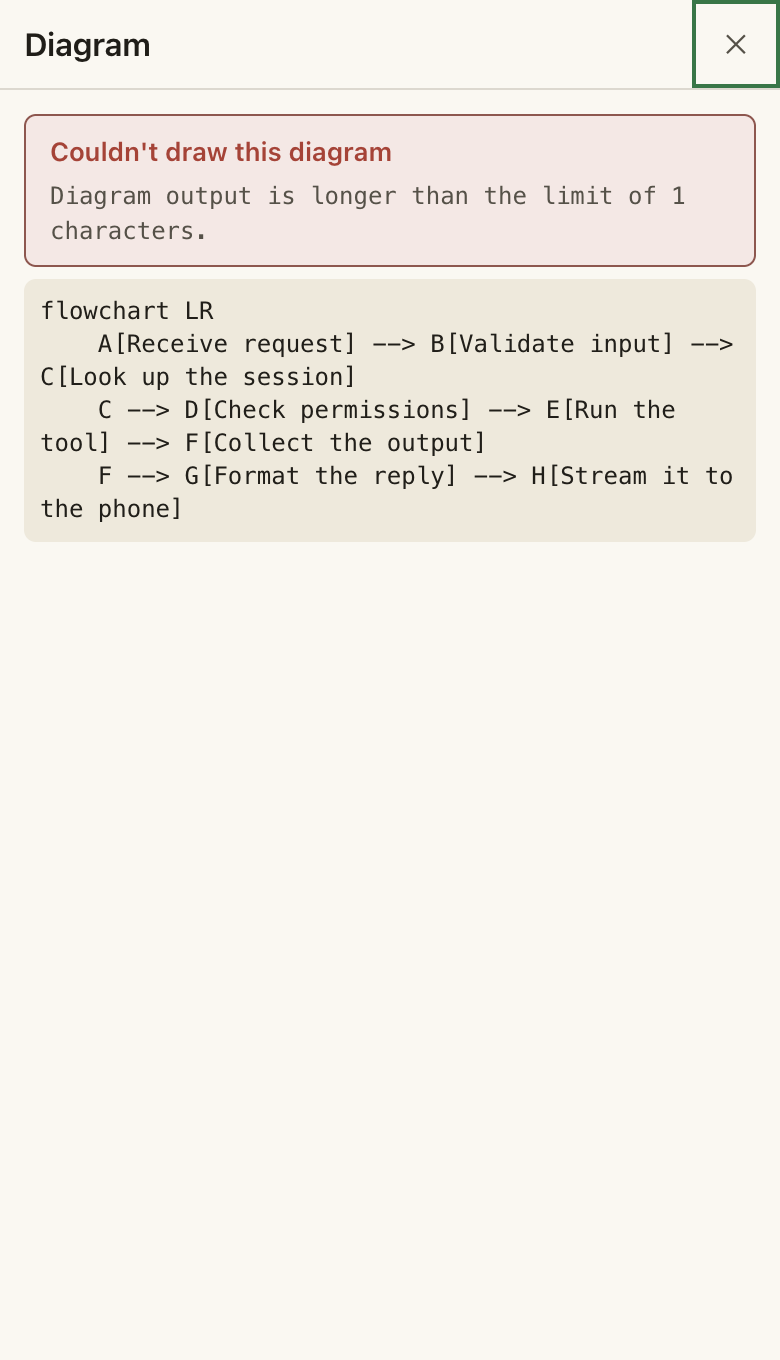 Diagram
Couldn't draw this diagram
Diagram output is longer than the limit of 1
characters.
flowchart LR
    A[Receive request] --> B[Validate input] -->
C[Look up the session]
    C --> D[Check permissions] --> E[Run the
tool] --> F[Collect the output]
    F --> G[Format the reply] --> H[Stream it to
the phone]